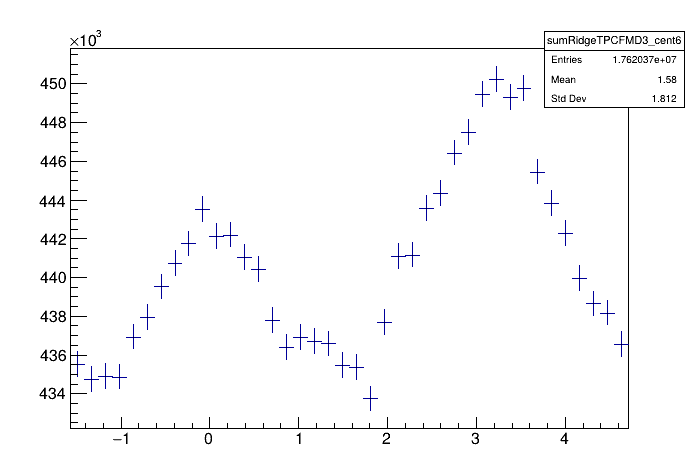 ×10³
sumRidgeTPCFMD3_cent6
Entries 1.762037e+07
Mean 1.58
Std Dev 1.812
450
448
446
444
442
440
438
436
434
−1 0 1 2 3 4